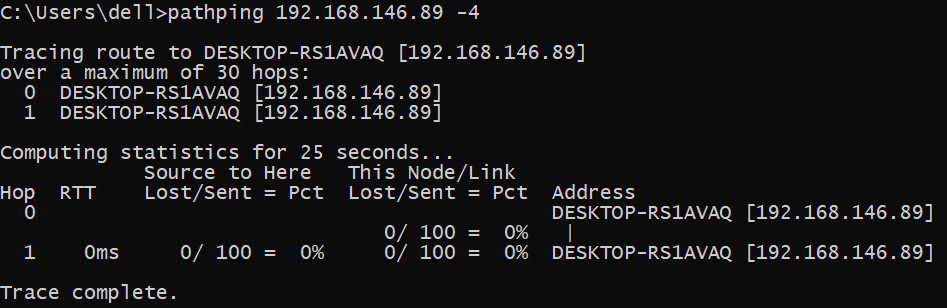 C:\Users\dell>pathping 192.168.146.89 -4
Tracing route to DESKTOP-RS1AVAQ [192.168.146.89]
over a maximum of 30 hops:
  0  DESKTOP-RS1AVAQ [192.168.146.89]
  1  DESKTOP-RS1AVAQ [192.168.146.89]
Computing statistics for 25 seconds...
            Source to Here   This Node/Link
Hop  RTT    Lost/Sent = Pct  Lost/Sent = Pct  Address
  0                                           DESKTOP-RS1AVAQ [192.168.146.89]
                                0/ 100 =  0%   |
  1    0ms     0/ 100 =  0%     0/ 100 =  0%  DESKTOP-RS1AVAQ [192.168.146.89]
Trace complete.